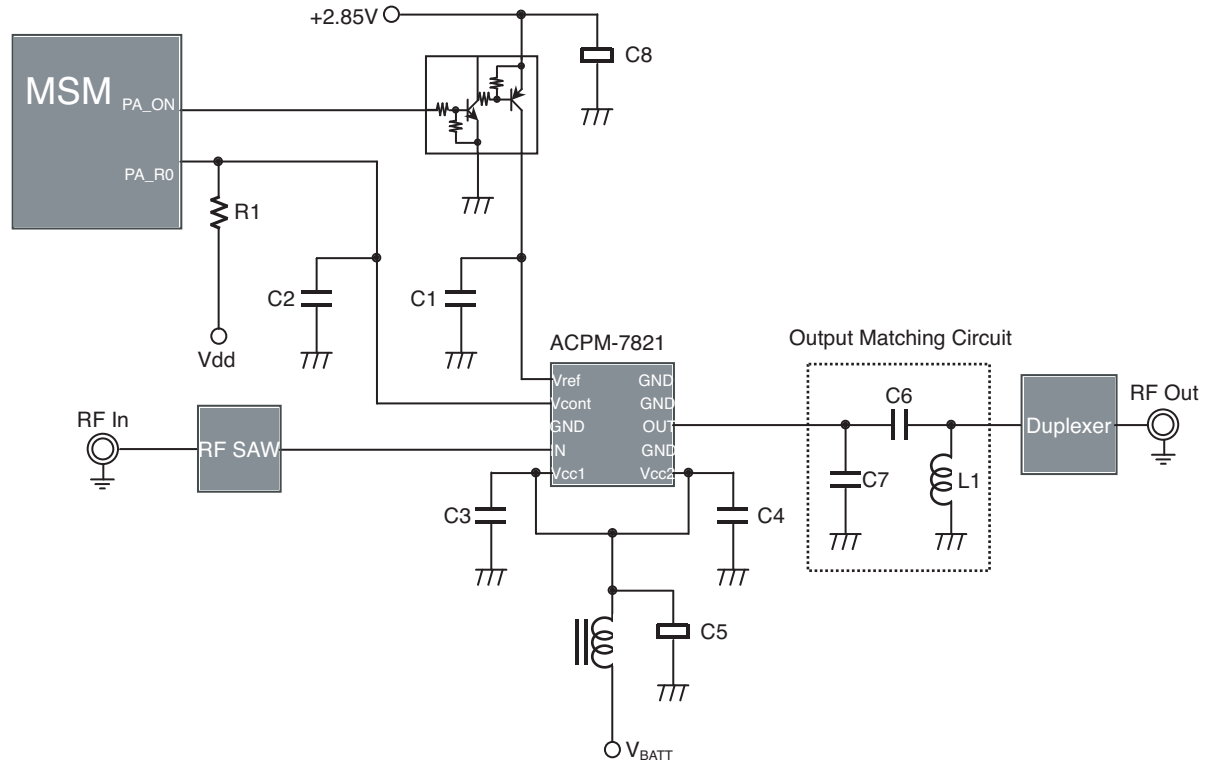 +2.85V
C8
MSM
PA_ON
PA_R0
R1
C2
C1
Vdd
ACPM-7821
Output Matching Circuit
Vref
GND
Vcont
GND
GND
OUT
IN
GND
Vcc1
Vcc2
RF In
RF SAW
C6
C7
L1
Duplexer
RF Out
C3
C4
C5
VBATT